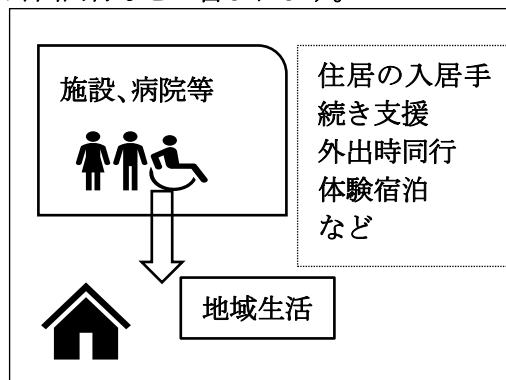 施設、病院等
住居の入居手
続き支援
外出時同行
体験宿泊
など
地域生活